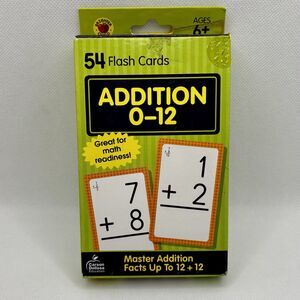 AGES
6+
54 Flash Cards
ADDITION
0-12
Great for
math
readiness!
1
+ 2
7
+ 8
Carson Dellosa
Education
Master Addition
Facts Up To 12 + 12